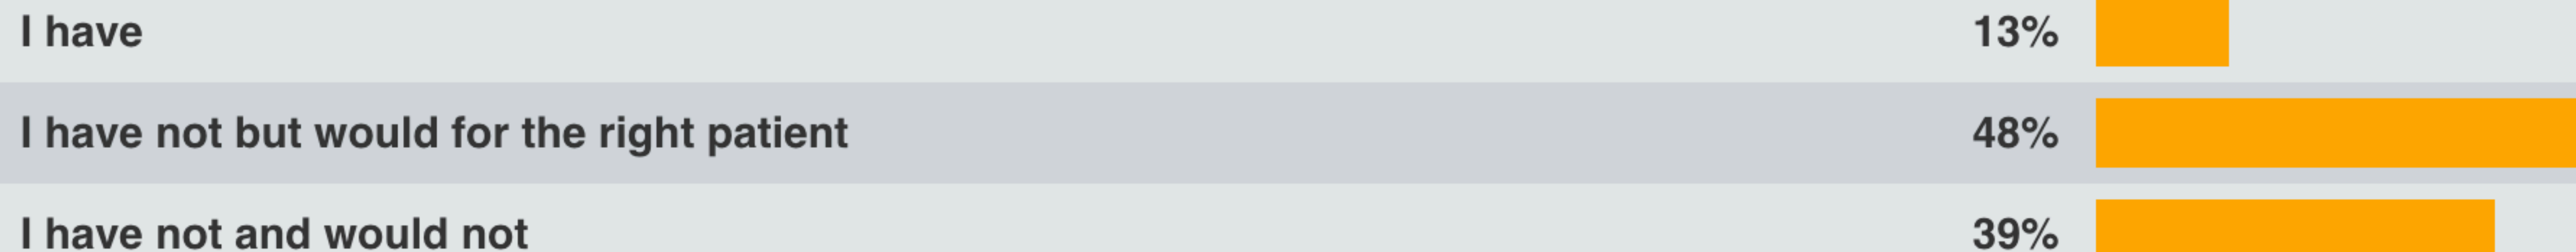 I have 13%
I have not but would for the right patient 48%
I have not and would not 39%